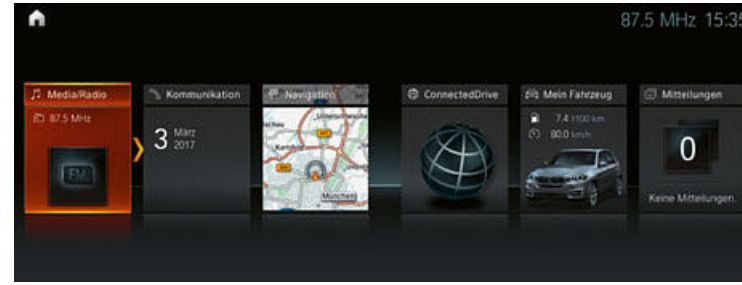 87.5 MHz 15:35
Media/Radio
87.5 MHz
FM
Kommunikation
3 März
2017
Navigation
Karlsfeld
München
ConnectedDrive
Mein Fahrzeug
7.4 l/100 km
80.0 km/h
Mitteilungen
0
Keine Mitteilungen.